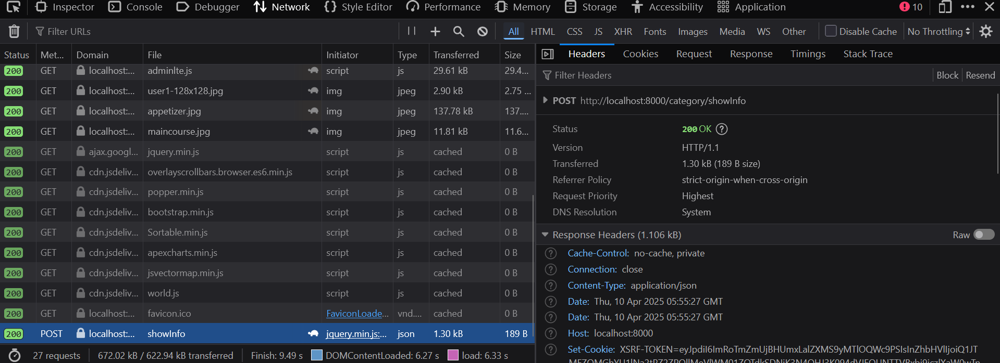 Inspector Console Debugger Network Style Editor Performance Memory Storage Accessibility Application 10
Filter URLs All HTML CSS JS XHR Fonts Images Media WS Other Disable Cache No Throttling
Status Met... Domain File Initiator Type Transferred Size
200 GET localhost:... adminlte.js script js 29.61 kB 29.4...
200 GET localhost:... user1-128x128.jpg img jpeg 2.90 kB 2.75 ...
200 GET localhost:... appetizer.jpg img jpeg 137.78 kB 137....
200 GET localhost:... maincourse.jpg img jpeg 11.81 kB 11.6...
200 GET ajax.googl... jquery.min.js script js cached 0 B
200 GET cdn.jsdeliv... overlayscrollbars.browser.es6.min.js script js cached 0 B
200 GET cdn.jsdeliv... popper.min.js script js cached 0 B
200 GET cdn.jsdeliv... bootstrap.min.js script js cached 0 B
200 GET cdn.jsdeliv... Sortable.min.js script js cached 0 B
200 GET cdn.jsdeliv... apexcharts.min.js script js cached 0 B
200 GET cdn.jsdeliv... jsvectormap.min.js script js cached 0 B
200 GET cdn.jsdeliv... world.js script js cached 0 B
200 GET localhost:... favicon.ico FaviconLoade... vnd.... cached 0 B
200 POST localhost:... showInfo jquery.min.js:... json 1.30 kB 189 B
27 requests 672.02 kB / 622.94 kB transferred Finish: 9.49 s DOMContentLoaded: 6.27 s load: 6.33 s
Headers Cookies Request Response Timings Stack Trace
Filter Headers Block Resend
POST http://localhost:8000/category/showInfo
Status 200 OK
Version HTTP/1.1
Transferred 1.30 kB (189 B size)
Referrer Policy strict-origin-when-cross-origin
Request Priority Highest
DNS Resolution System
Response Headers (1.106 kB) Raw
Cache-Control: no-cache, private
Connection: close
Content-Type: application/json
Date: Thu, 10 Apr 2025 05:55:27 GMT
Date: Thu, 10 Apr 2025 05:55:27 GMT
Host: localhost:8000
Set-Cookie: